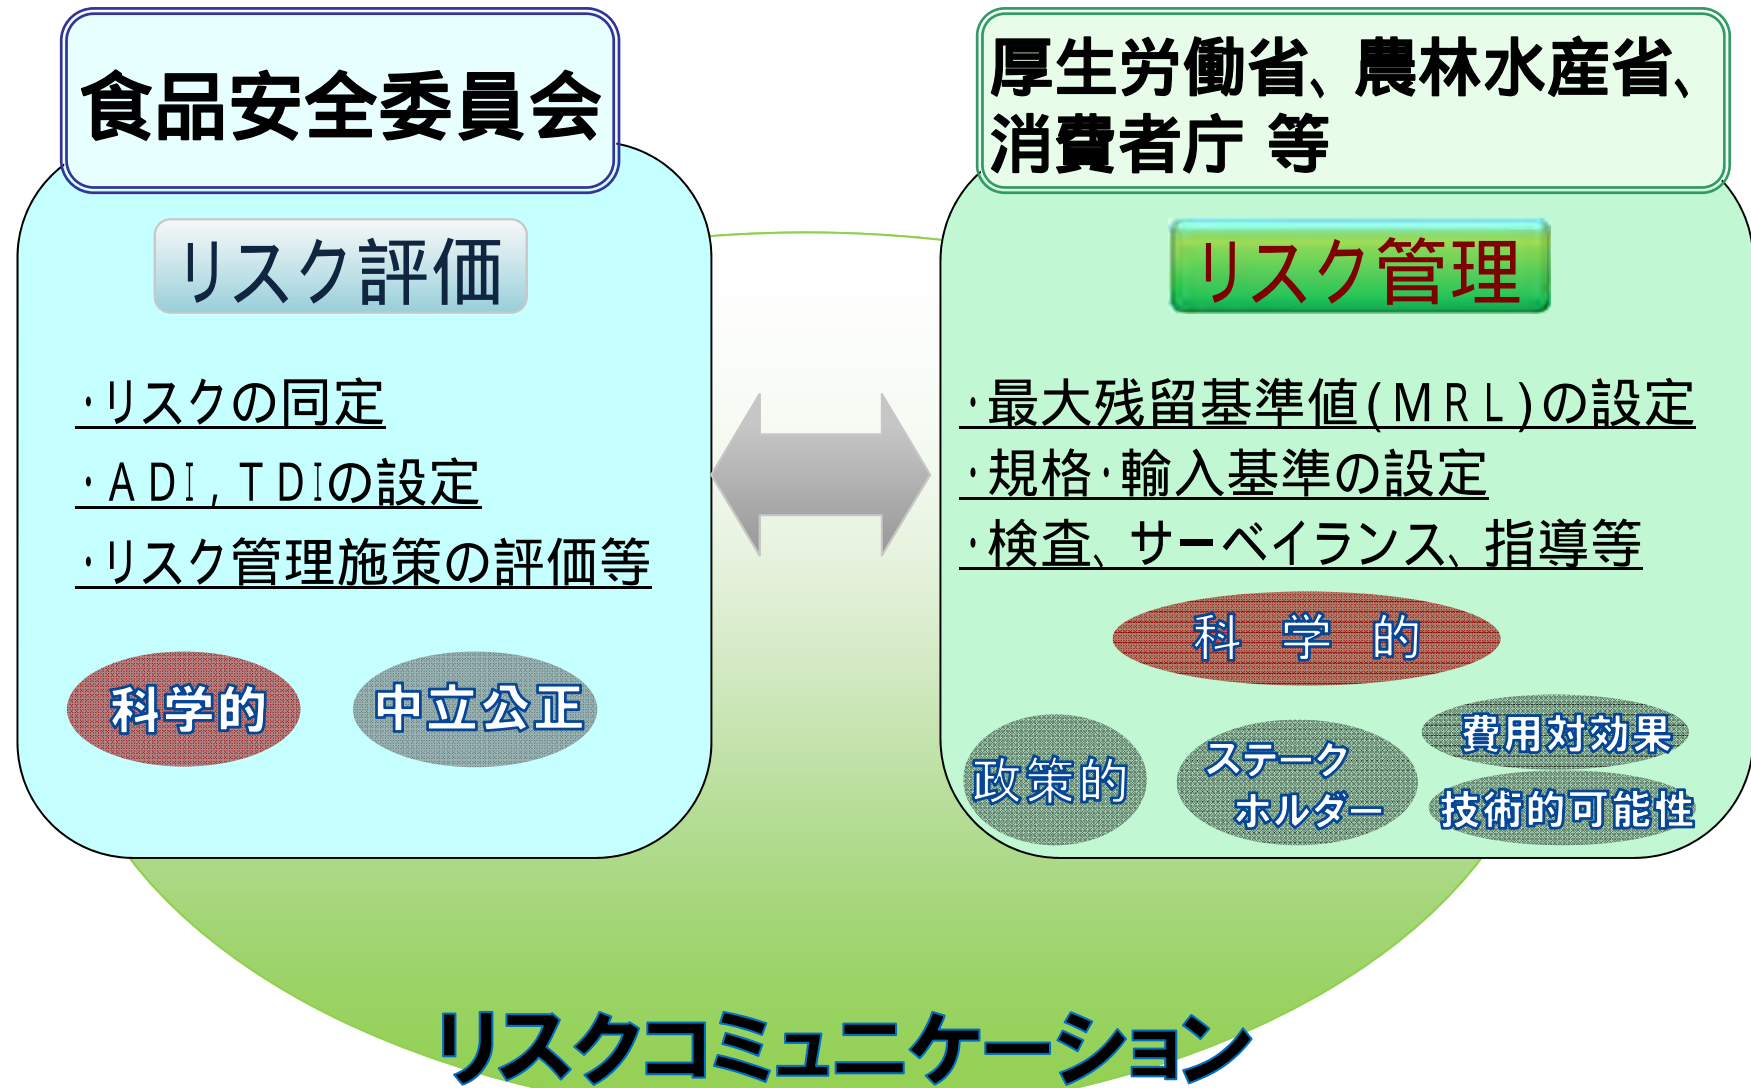 食品安全委員会
リスク評価
・リスクの同定
・ADI, TDIの設定
・リスク管理施策の評価等
科学的
中立公正
厚生労働省、農林水産省、
消費者庁 等
リスク管理
・最大残留基準値(MRL)の設定
・規格・輸入基準の設定
・検査、サーベイランス、指導等
科 学 的
政策的
ステーク
ホルダー
費用対効果
技術的可能性
リスクコミュニケーション